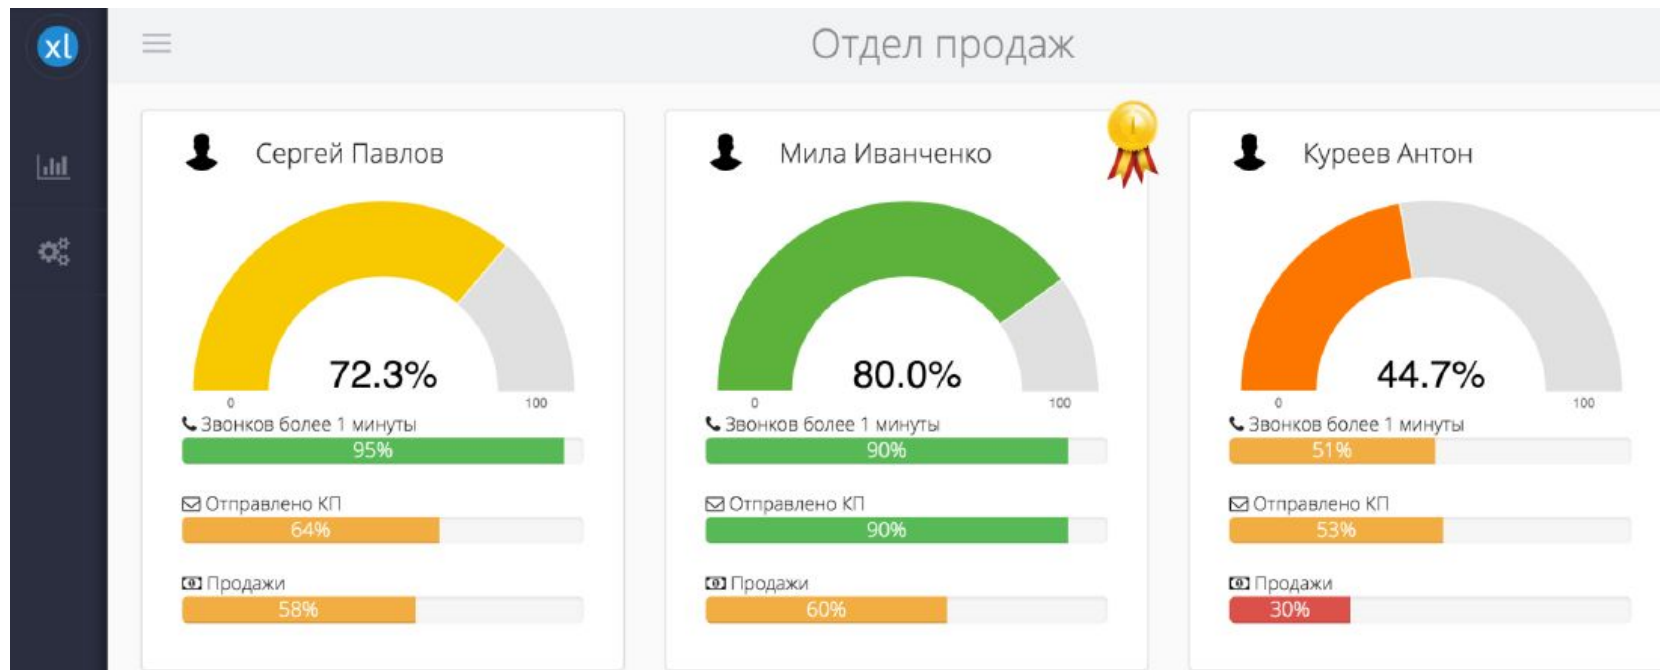 xl
Отдел продаж
Сергей Павлов
72.3%
0 100
Звонков более 1 минуты
95%
Отправлено КП
64%
Продажи
58%
Мила Иванченко
1
80.0%
0 100
Звонков более 1 минуты
90%
Отправлено КП
90%
Продажи
60%
Куреев Антон
44.7%
0 100
Звонков более 1 минуты
51%
Отправлено КП
53%
Продажи
30%